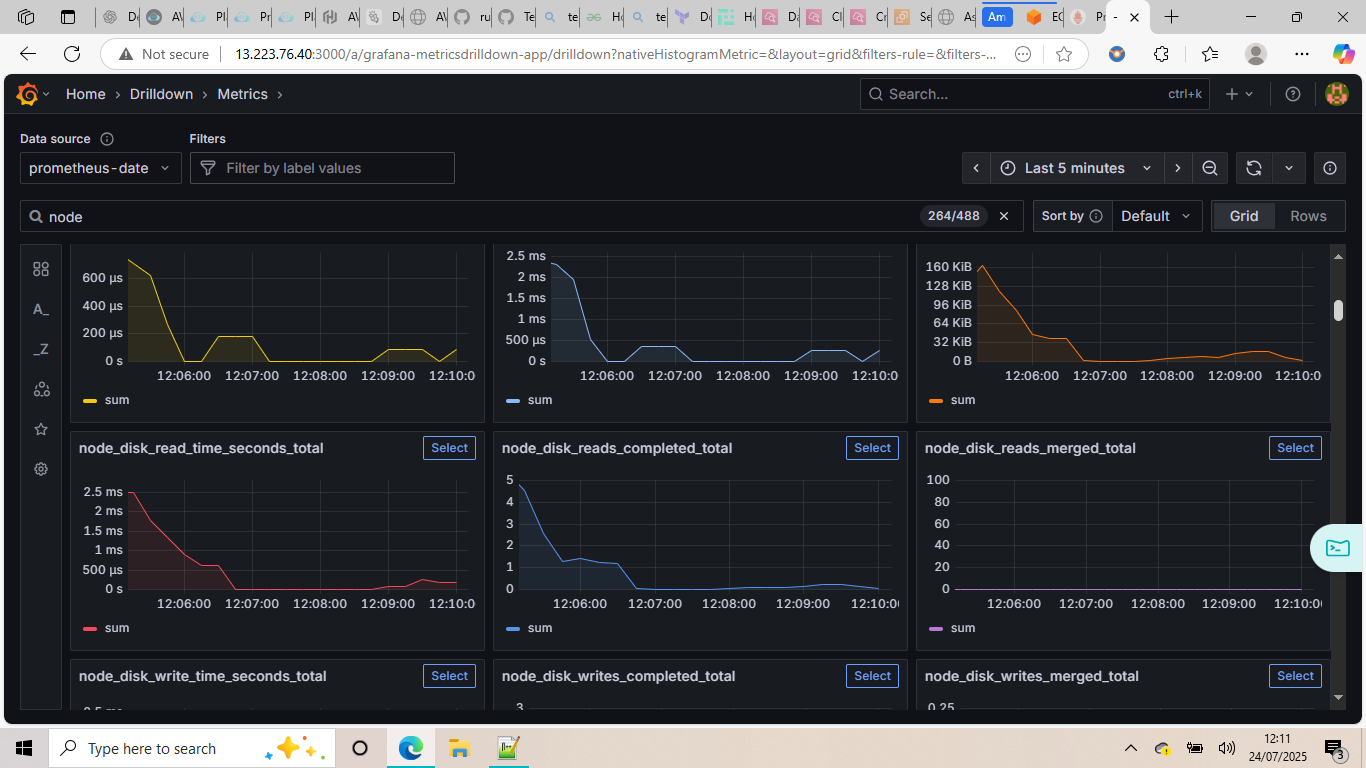 De
AV
Pl
Pr
Pl
AV
De
AV
ru
Te
te
Ho
te
Do
Ho
Da
Cl
Cr
Se
As
Am
EC
Pr
-
Not secure
13.223.76.40:3000/a/grafana-metricsdrilldown-app/drilldown?nativeHistogramMetric=&layout=grid&filters-rule=&filters-...
Home › Drilldown › Metrics ›
Search... ctrl+k
Data source Filters
prometheus-date Filter by label values Last 5 minutes
node 264/488 Sort by Default Grid Rows
A_
_Z
600 µs
400 µs
200 µs
0 s
12:06:00 12:07:00 12:08:00 12:09:00 12:10:0
sum
2.5 ms
2 ms
1.5 ms
1 ms
500 µs
0 s
12:06:00 12:07:00 12:08:00 12:09:00 12:10:0
sum
160 KiB
128 KiB
96 KiB
64 KiB
32 KiB
0 B
12:06:00 12:07:00 12:08:00 12:09:00 12:10:0
sum
node_disk_read_time_seconds_total Select
2.5 ms
2 ms
1.5 ms
1 ms
500 µs
0 s
12:06:00 12:07:00 12:08:00 12:09:00 12:10:0
sum
node_disk_reads_completed_total Select
5
4
3
2
1
0
12:06:00 12:07:00 12:08:00 12:09:00 12:10:0
sum
node_disk_reads_merged_total Select
100
80
60
40
20
0
12:06:00 12:07:00 12:08:00 12:09:00 12:10:0
sum
node_disk_write_time_seconds_total Select
node_disk_writes_completed_total Select
3
node_disk_writes_merged_total Select
0.25
Type here to search
12:11
24/07/2025
3